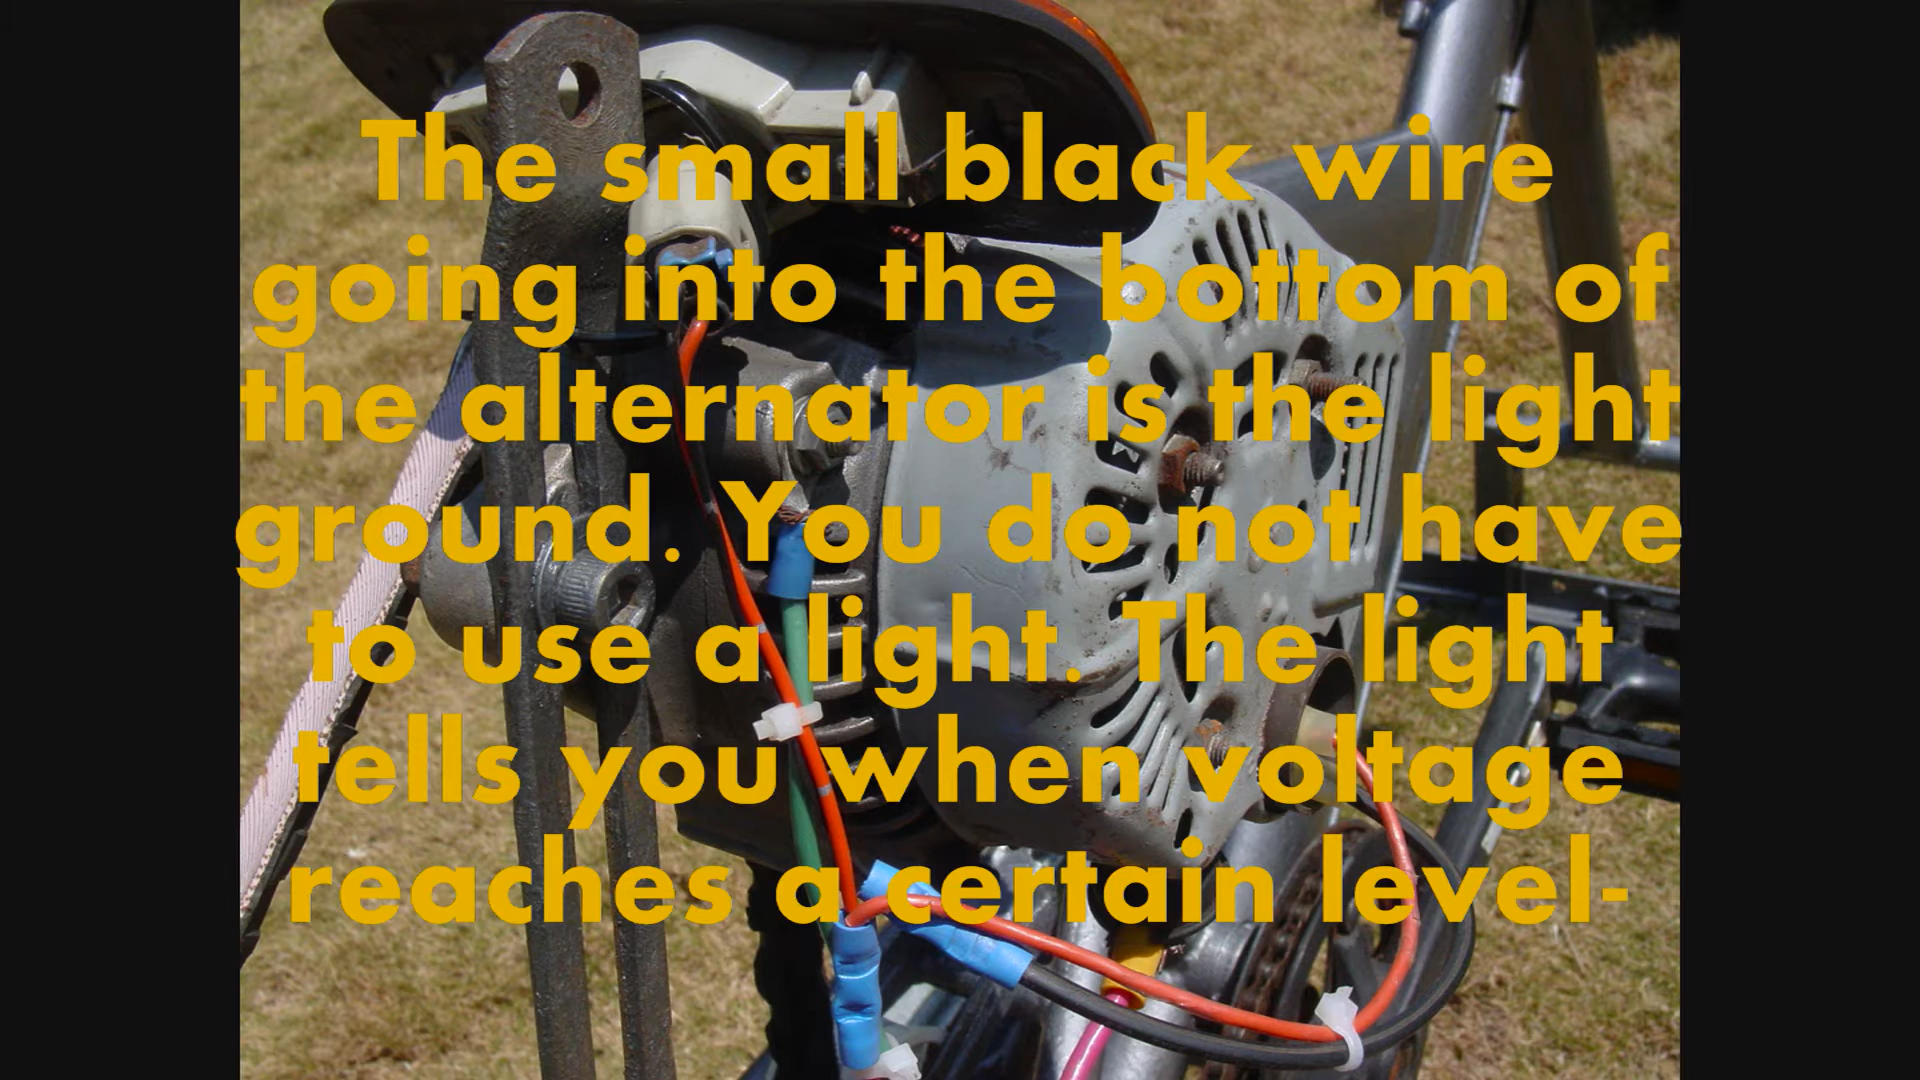 The small black wire
going into the bottom of
the alternator is the light
ground. You do not have
to use a light. The light
tells you when voltage
reaches a certain level-